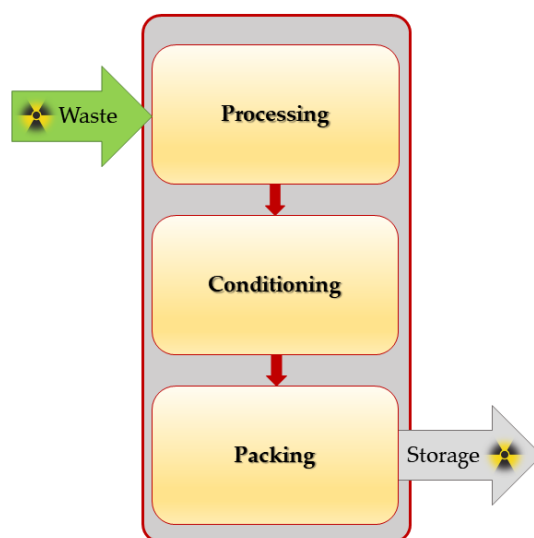 Waste
Processing
Conditioning
Packing
Storage